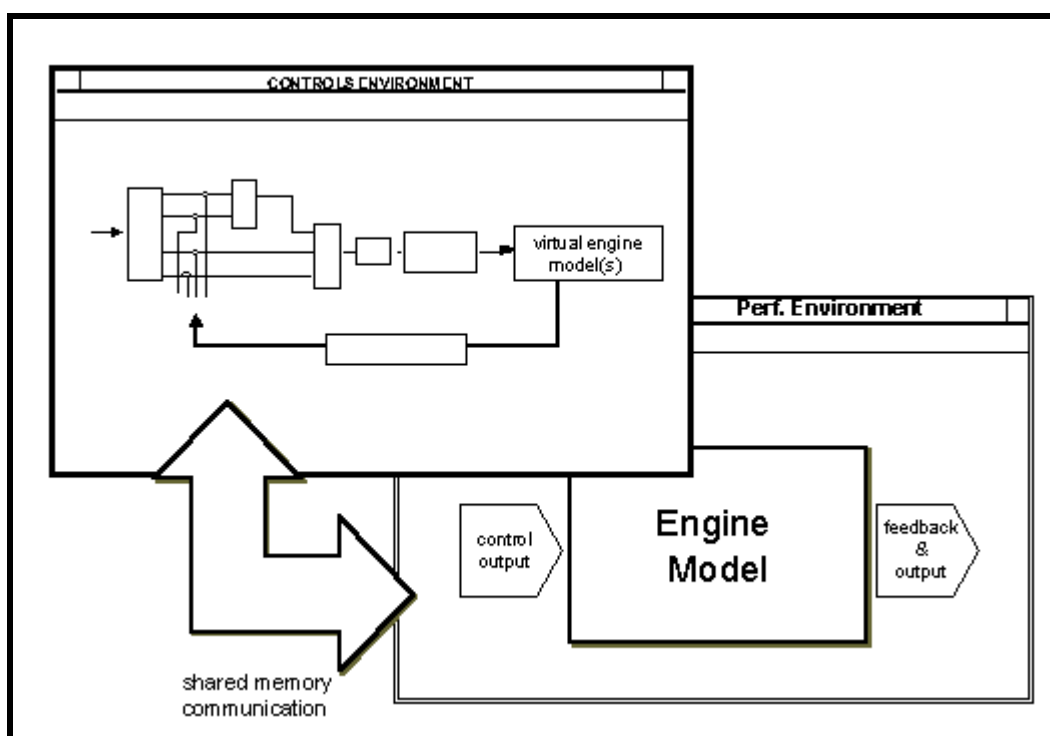 CONTROLS ENVIRONMENT
virtual engine
model(s)
Perf. Environment
control
output
Engine
Model
feedback
&
output
shared memory
communication